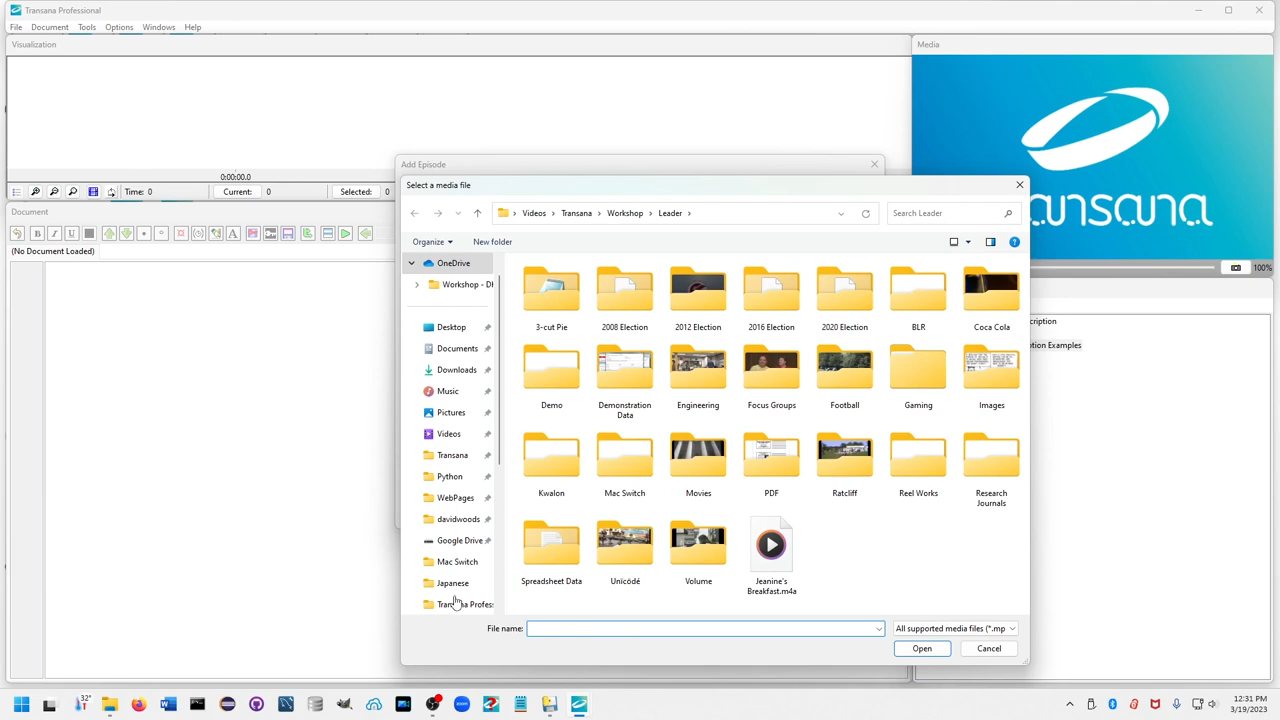 Transana Professional
File Document Tools Options Windows Help
Visualization
Media
0:00:00.0
Time: 0 Current: 0 Selected: 0
100%
Document
(No Document Loaded)
Add Episode
Select a media file
Videos > Transana > Workshop > Leader >
Search Leader
Organize New folder
OneDrive
Workshop - DK
Desktop
Documents
Downloads
Music
Pictures
Videos
Transana
Python
WebPages
davidwoods
Google Drive
Mac Switch
Japanese
3-cut Pie 2008 Election 2012 Election 2016 Election 2020 Election BLR Coca Cola
Demo Demonstration Data Engineering Focus Groups Football Gaming Images
Kwalon Mac Switch Movies PDF Ratcliff Reel Works Research Journals
Spreadsheet Data Unicödé Volume Jeanine's Breakfast.m4a
File name: All supported media files (*.mp
Open Cancel
cription
tion Examples
ansana
32°
12:31 PM
3/19/2023